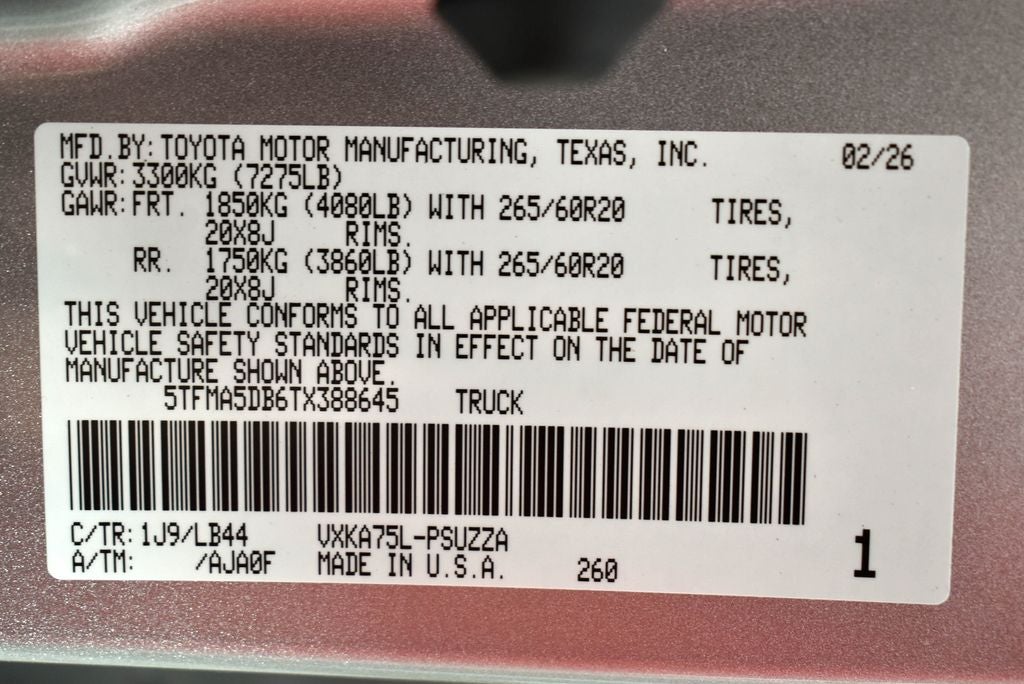 MFD.BY: TOYOTA MOTOR MANUFACTURING, TEXAS, INC. 02/26
GVWR: 3300KG (7275LB)
GAWR: FRT. 1850KG (4080LB) WITH 265/60R20 TIRES,
20X8J RIMS.
RR. 1750KG (3860LB) WITH 265/60R20 TIRES,
20X8J RIMS.
THIS VEHICLE CONFORMS TO ALL APPLICABLE FEDERAL MOTOR
VEHICLE SAFETY STANDARDS IN EFFECT ON THE DATE OF
MANUFACTURE SHOWN ABOVE.
5TFMA5DB6TX388645 TRUCK
C/TR: 1J9/LB44 VXKA75L-PSUZZA
A/TM: /AJA0F MADE IN U.S.A. 260 1